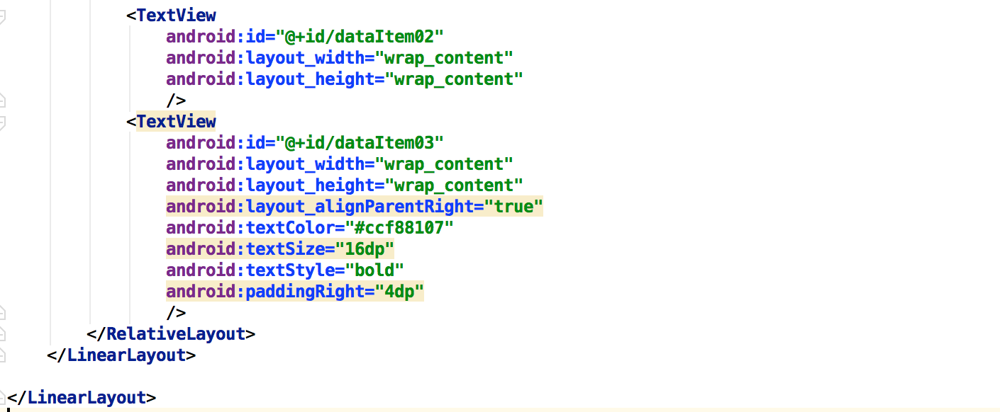 <TextView
android:id="@+id/dataItem02"
android:layout_width="wrap_content"
android:layout_height="wrap_content"
/>
<TextView
android:id="@+id/dataItem03"
android:layout_width="wrap_content"
android:layout_height="wrap_content"
android:layout_alignParentRight="true"
android:textColor="#ccf88107"
android:textSize="16dp"
android:textStyle="bold"
android:paddingRight="4dp"
/>
</RelativeLayout>
</LinearLayout>
</LinearLayout>